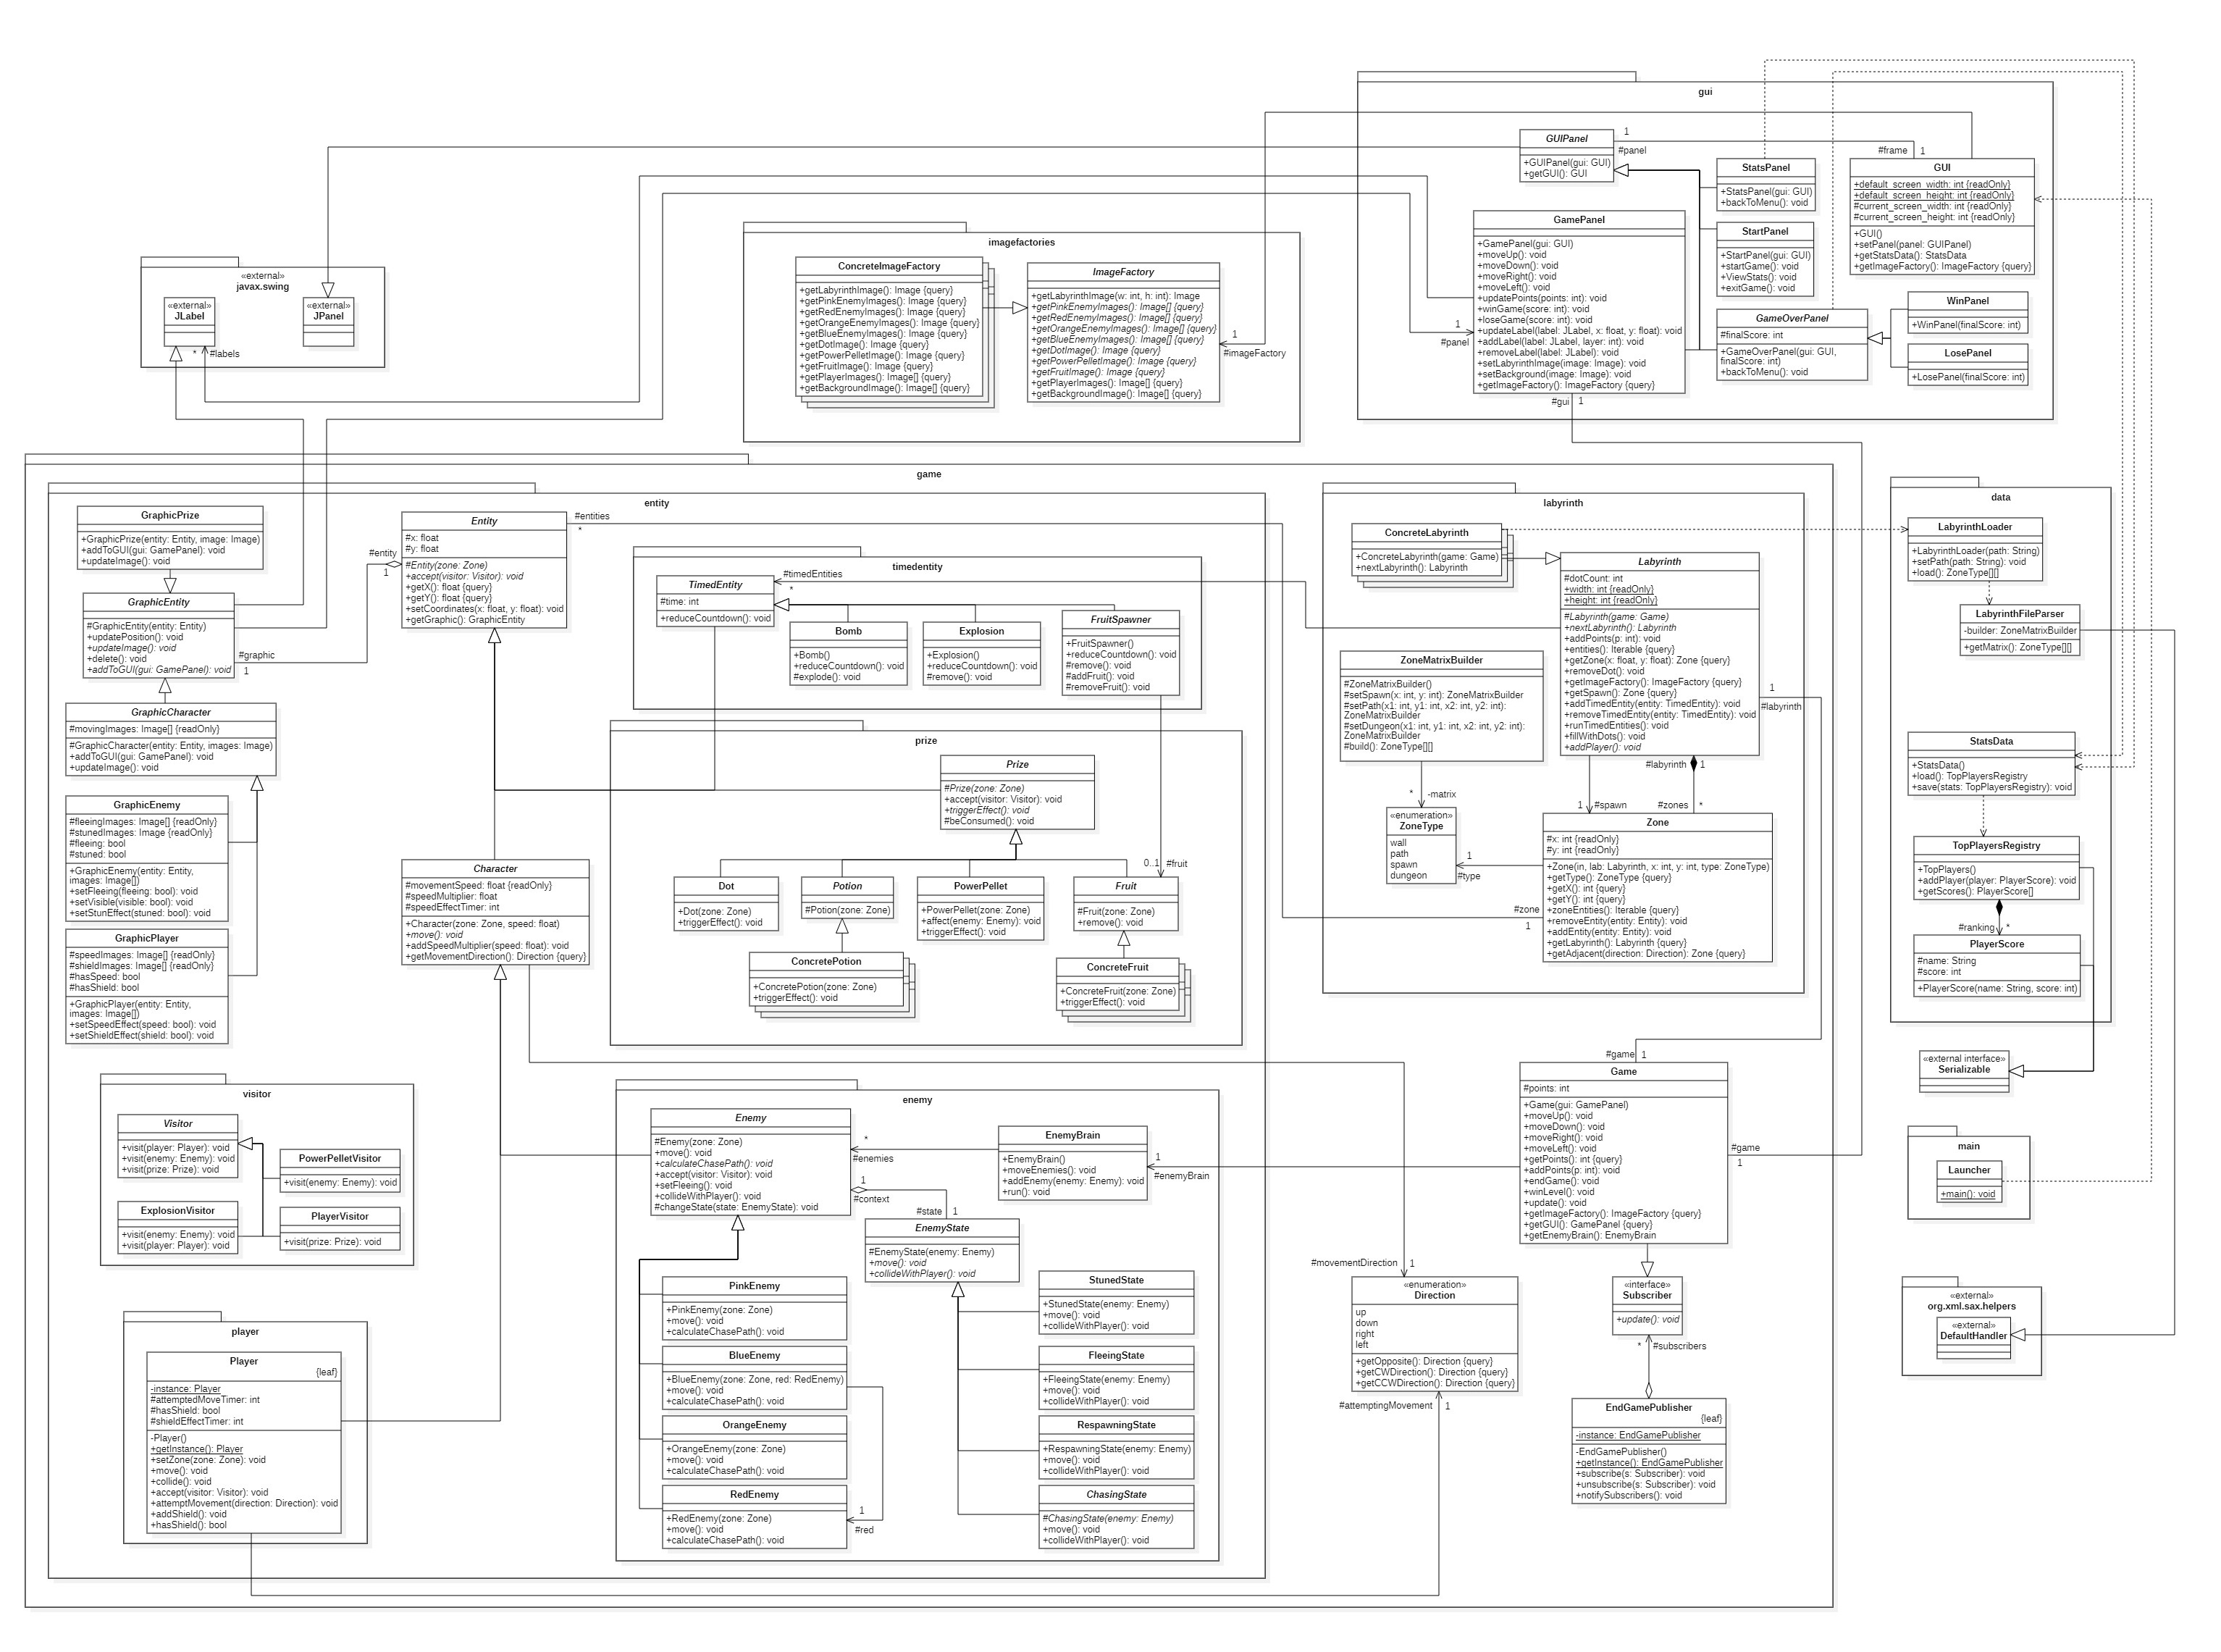 gui
GUIPanel
+GUIPanel(gui: GUI)
+getGUI(): GUI
1
#panel
#frame
1
StatsPanel
+StatsPanel(gui: GUI)
+backToMenu(): void
GUI
+default_screen_width: int {readOnly}
+default_screen_height: int {readOnly}
#current_screen_width: int {readOnly}
#current_screen_height: int {readOnly}
+GUI()
+setPanel(panel: GUIPanel)
+getStatsData(): StatsData
+getImageFactory(): ImageFactory {query}
GamePanel
+GamePanel(gui: GUI)
+moveUp(): void
+moveDown(): void
+moveRight(): void
+moveLeft(): void
+updatePoints(points: int): void
+winGame(score: int): void
+loseGame(score: int): void
+updateLabel(label: JLabel, x: float, y: float): void
+addLabel(label: JLabel, layer: int): void
+removeLabel(label: JLabel): void
+setLabyrinthImage(image: Image): void
+setBackground(image: Image): void
+getImageFactory(): ImageFactory {query}
1
#panel
#gui
1
StartPanel
+StartPanel(gui: GUI)
+startGame(): void
+ViewStats(): void
+exitGame(): void
GameOverPanel
#finalScore: int
+GameOverPanel(gui: GUI,
finalScore: int)
+backToMenu(): void
WinPanel
+WinPanel(finalScore: int)
LosePanel
+LosePanel(finalScore: int)
imagefactories
ConcreteImageFactory
+getLabyrinthImage(): Image {query}
+getPinkEnemyImages(): Image {query}
+getRedEnemyImages(): Image {query}
+getOrangeEnemyImages(): Image {query}
+getBlueEnemyImages(): Image {query}
+getDotImage(): Image {query}
+getPowerPelletImage(): Image {query}
+getFruitImage(): Image {query}
+getPlayerImages(): Image[] {query}
+getBackgroundImage(): Image[] {query}
ImageFactory
+getLabyrinthImage(w: int, h: int): Image
+getPinkEnemyImages(): Image[] {query}
+getRedEnemyImages(): Image[] {query}
+getOrangeEnemyImages(): Image[] {query}
+getBlueEnemyImages(): Image[] {query}
+getDotImage(): Image {query}
+getPowerPelletImage(): Image {query}
+getFruitImage(): Image {query}
+getPlayerImages(): Image[] {query}
+getBackgroundImage(): Image[] {query}
1
#imageFactory
«external»
javax.swing
«external»
JLabel
«external»
JPanel
*
#labels
game
entity
GraphicPrize
+GraphicPrize(entity: Entity, image: Image)
+addToGUI(gui: GamePanel): void
+updateImage(): void
GraphicEntity
#GraphicEntity(entity: Entity)
+updatePosition(): void
+updateImage(): void
+delete(): void
+addToGUI(gui: GamePanel): void
#entity
1
#graphic
1
GraphicCharacter
#movingImages: Image[] {readOnly}
#GraphicCharacter(entity: Entity, images: Image)
+addToGUI(gui: GamePanel): void
+updateImage(): void
GraphicEnemy
#fleeingImages: Image[] {readOnly}
#stunedImages: Image {readOnly}
#fleeing: bool
#stuned: bool
+GraphicEnemy(entity: Entity,
images: Image[])
+setFleeing(fleeing: bool): void
+setVisible(visible: bool): void
+setStunEffect(stuned: bool): void
GraphicPlayer
#speedImages: Image[] {readOnly}
#shieldImages: Image[] {readOnly}
#hasSpeed: bool
#hasShield: bool
+GraphicPlayer(entity: Entity,
images: Image[])
+setSpeedEffect(speed: bool): void
+setShieldEffect(shield: bool): void
Entity
#x: float
#y: float
#Entity(zone: Zone)
+accept(visitor: Visitor): void
+getX(): float {query}
+getY(): float {query}
+setCoordinates(x: float, y: float): void
+getGraphic(): GraphicEntity
#entities
*
timedentity
TimedEntity
#time: int
+reduceCountdown(): void
#timedEntities
*
Bomb
+Bomb()
+reduceCountdown(): void
#explode(): void
Explosion
+Explosion()
+reduceCountdown(): void
#remove(): void
FruitSpawner
+FruitSpawner()
+reduceCountdown(): void
#remove(): void
#addFruit(): void
#removeFruit(): void
prize
Prize
#Prize(zone: Zone)
+accept(visitor: Visitor): void
+triggerEffect(): void
#beConsumed(): void
Dot
+Dot(zone: Zone)
+triggerEffect(): void
Potion
#Potion(zone: Zone)
PowerPellet
+PowerPellet(zone: Zone)
+affect(enemy: Enemy): void
+triggerEffect(): void
0..1
#fruit
Fruit
#Fruit(zone: Zone)
+remove(): void
ConcretePotion
+ConcretePotion(zone: Zone)
+triggerEffect(): void
ConcreteFruit
+ConcreteFruit(zone: Zone)
+triggerEffect(): void
Character
#movementSpeed: float {readOnly}
#speedMultiplier: float
#speedEffectTimer: int
+Character(zone: Zone, speed: float)
+move(): void
+addSpeedMultiplier(speed: float): void
+getMovementDirection(): Direction {query}
visitor
Visitor
+visit(player: Player): void
+visit(enemy: Enemy): void
+visit(prize: Prize): void
PowerPelletVisitor
+visit(enemy: Enemy): void
ExplosionVisitor
+visit(enemy: Enemy): void
+visit(player: Player): void
PlayerVisitor
+visit(prize: Prize): void
player
Player
{leaf}
-instance: Player
#attemptedMoveTimer: int
#hasShield: bool
#shieldEffectTimer: int
-Player()
+getInstance(): Player
+setZone(zone: Zone): void
+move(): void
+collide(): void
+accept(visitor: Visitor): void
+attemptMovement(direction: Direction): void
+addShield(): void
+hasShield(): bool
enemy
Enemy
#Enemy(zone: Zone)
+move(): void
+calculateChasePath(): void
+accept(visitor: Visitor): void
+setFleeing(): void
+collideWithPlayer(): void
#changeState(state: EnemyState): void
*
#enemies
EnemyBrain
+EnemyBrain()
+moveEnemies(): void
+addEnemy(enemy: Enemy): void
+run(): void
1
#enemyBrain
1
#context
#state
1
EnemyState
#EnemyState(enemy: Enemy)
+move(): void
+collideWithPlayer(): void
PinkEnemy
+PinkEnemy(zone: Zone)
+move(): void
+calculateChasePath(): void
BlueEnemy
+BlueEnemy(zone: Zone, red: RedEnemy)
+move(): void
+calculateChasePath(): void
OrangeEnemy
+OrangeEnemy(zone: Zone)
+move(): void
+calculateChasePath(): void
RedEnemy
+RedEnemy(zone: Zone)
+move(): void
+calculateChasePath(): void
1
#red
StunedState
+StunedState(enemy: Enemy)
+move(): void
+collideWithPlayer(): void
FleeingState
+FleeingState(enemy: Enemy)
+move(): void
+collideWithPlayer(): void
RespawningState
+RespawningState(enemy: Enemy)
+move(): void
+collideWithPlayer(): void
ChasingState
#ChasingState(enemy: Enemy)
+move(): void
+collideWithPlayer(): void
labyrinth
ConcreteLabyrinth
+ConcreteLabyrinth(game: Game)
+nextLabyrinth(): Labyrinth
Labyrinth
#dotCount: int
+width: int {readOnly}
+height: int {readOnly}
#Labyrinth(game: Game)
+nextLabyrinth(): Labyrinth
+addPoints(p: int): void
+entities(): Iterable {query}
+getZone(x: float, y: float): Zone {query}
+removeDot(): void
+getImageFactory(): ImageFactory {query}
+getSpawn(): Zone {query}
+addTimedEntity(entity: TimedEntity): void
+removeTimedEntity(entity: TimedEntity): void
+runTimedEntities(): void
+fillWithDots(): void
+addPlayer(): void
1
#labyrinth
ZoneMatrixBuilder
#ZoneMatrixBuilder()
#setSpawn(x: int, y: int): ZoneMatrixBuilder
#setPath(x1: int, y1: int, x2: int, y2: int):
ZoneMatrixBuilder
#setDungeon(x1: int, y1: int, x2: int, y2: int):
ZoneMatrixBuilder
#build(): ZoneType[][]
*
-matrix
#labyrinth
1
1
#spawn
#zones
*
«enumeration»
ZoneType
wall
path
spawn
dungeon
1
#type
Zone
#x: int {readOnly}
#y: int {readOnly}
+Zone(in, lab: Labyrinth, x: int, y: int, type: ZoneType)
+getType(): ZoneType {query}
+getX(): int {query}
+getY(): int {query}
+zoneEntities(): Iterable {query}
+removeEntity(entity: Entity): void
+addEntity(entity: Entity): void
+getLabyrinth(): Labyrinth {query}
+getAdjacent(direction: Direction): Zone {query}
#zone
1
#game
1
Game
#points: int
+Game(gui: GamePanel)
+moveUp(): void
+moveDown(): void
+moveRight(): void
+moveLeft(): void
+getPoints(): int {query}
+addPoints(p: int): void
+endGame(): void
+winLevel(): void
+update(): void
+getImageFactory(): ImageFactory {query}
+getGUI(): GamePanel {query}
+getEnemyBrain(): EnemyBrain
#game
1
#movementDirection
1
«enumeration»
Direction
up
down
right
left
+getOpposite(): Direction {query}
+getCWDirection(): Direction {query}
+getCCWDirection(): Direction {query}
#attemptingMovement
1
«interface»
Subscriber
+update(): void
*
#subscribers
EndGamePublisher
{leaf}
-instance: EndGamePublisher
-EndGamePublisher()
+getInstance(): EndGamePublisher
+subscribe(s: Subscriber): void
+unsubscribe(s: Subscriber): void
+notifySubscribers(): void
data
LabyrinthLoader
+LabyrinthLoader(path: String)
+setPath(path: String): void
+load(): ZoneType[][]
LabyrinthFileParser
-builder: ZoneMatrixBuilder
+getMatrix(): ZoneType[][]
StatsData
+StatsData()
+load(): TopPlayersRegistry
+save(stats: TopPlayersRegistry): void
TopPlayersRegistry
+TopPlayers()
+addPlayer(player: PlayerScore): void
+getScores(): PlayerScore[]
#ranking
*
PlayerScore
#name: String
#score: int
+PlayerScore(name: String, score: int)
«external interface»
Serializable
main
Launcher
+main(): void
«external»
org.xml.sax.helpers
«external»
DefaultHandler